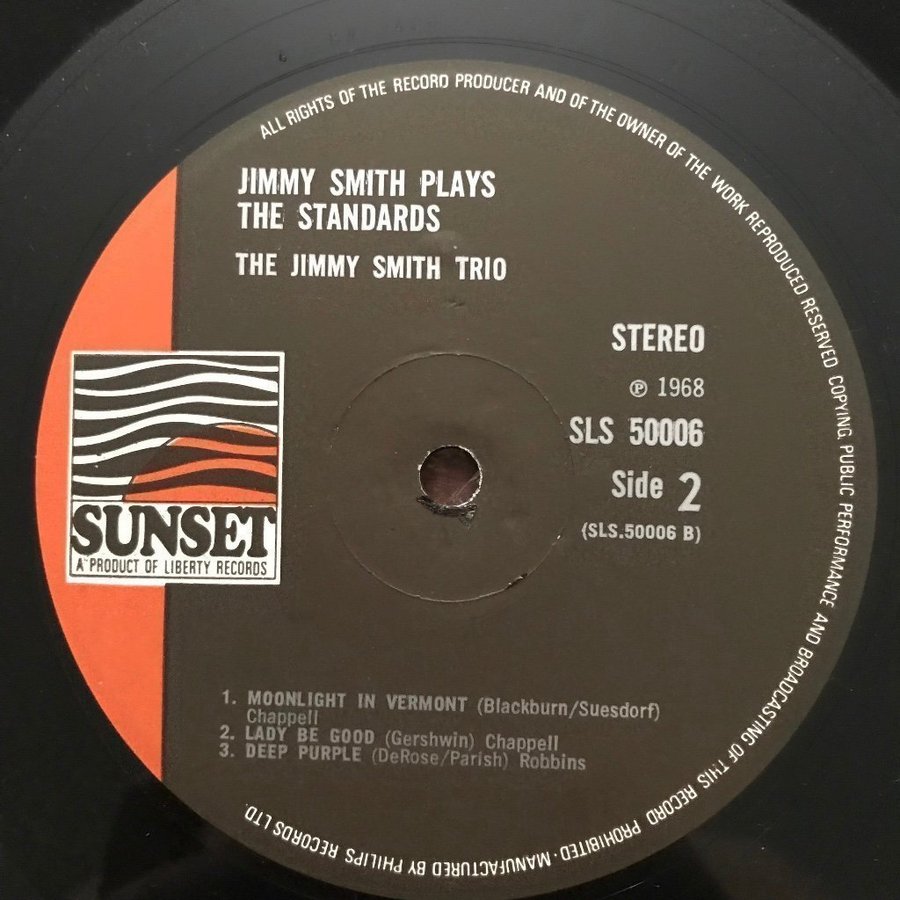 ALL RIGHTS OF THE RECORD PRODUCER AND OF THE OWNER OF THE WORK REPRODUCED RESERVED COPYING, PUBLIC PERFORMANCE AND BROADCASTING OF THIS RECORD PROHIBITED · MANUFACTURED BY PHILIPS RECORDS LTD.
JIMMY SMITH PLAYS
THE STANDARDS
THE JIMMY SMITH TRIO
STEREO
℗ 1968
SLS 50006
Side 2
(SLS.50006 B)
SUNSET
A PRODUCT OF LIBERTY RECORDS
1. MOONLIGHT IN VERMONT (Blackburn/Suesdorf)
Chappell
2. LADY BE GOOD (Gershwin) Chappell
3. DEEP PURPLE (DeRose/Parish) Robbins